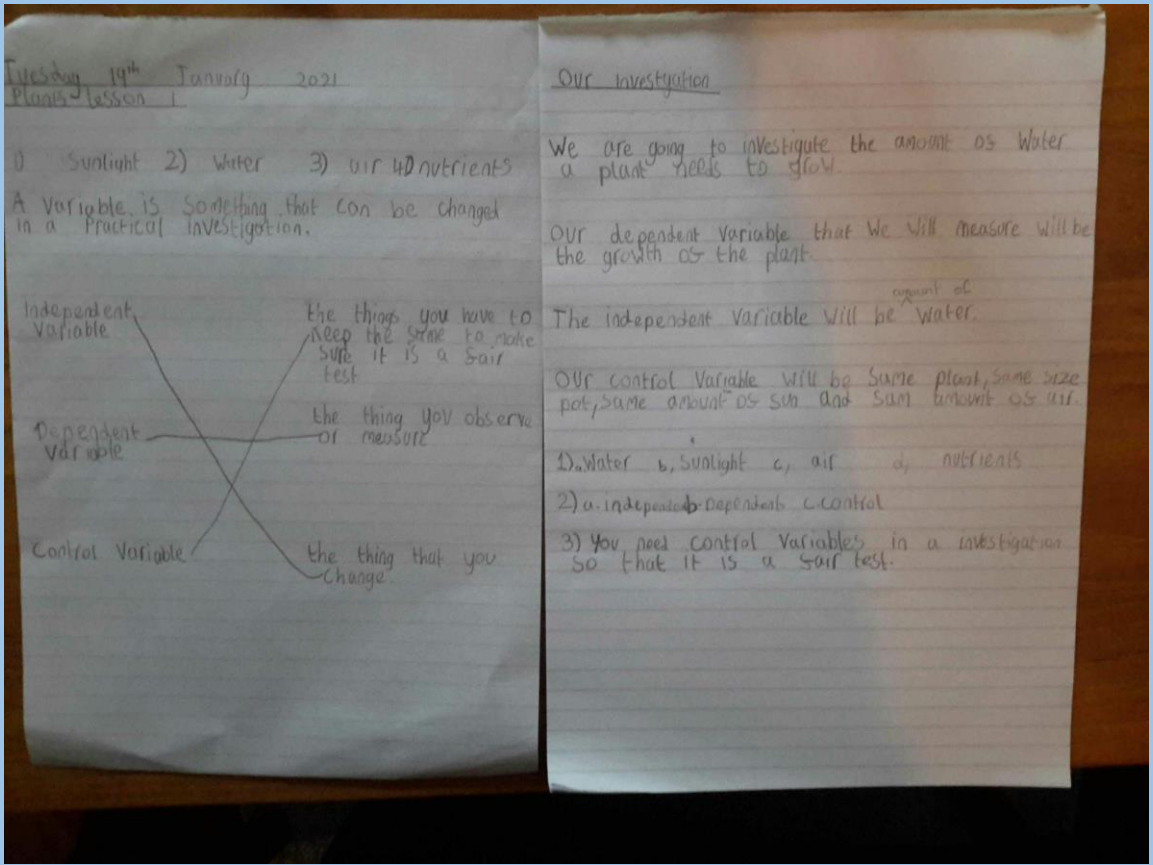 Tuesday 19th January 2021
Plants lesson 1
1) Sunlight 2) Water 3) air 4) nutrients
A variable is something that can be changed
in a Practical investigation.
Independent
variable
the things you have to
keep the same to make
sure it is a fair
test
Dependent
variable
the thing you observe
or measure
Control Variable
the thing that you
change.
Our investgation
We are going to investigate the amount of Water
a plant needs to grow.
Our dependent variable that We Will measure will be
the growth of the plant.
amount of
The independent variable will be water.
Our control variable will be Same plant, same size
pot, same amount of sun and Sam amount of air.
1)a. Water b, Sunlight c, air d, nutrients
2) a. b. Dependent c. control
3) You need control variables in a investigation
so that it is a fair test.